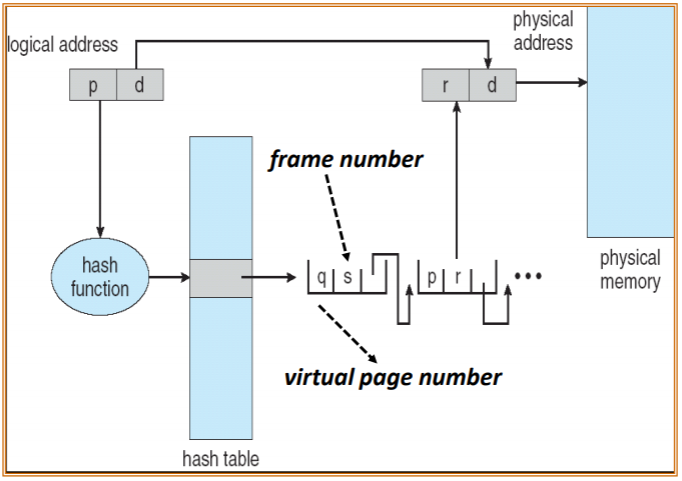 logical address
physical
address
p d
r d
frame number
hash
function
q s
p r
•••
physical
memory
virtual page number
hash table